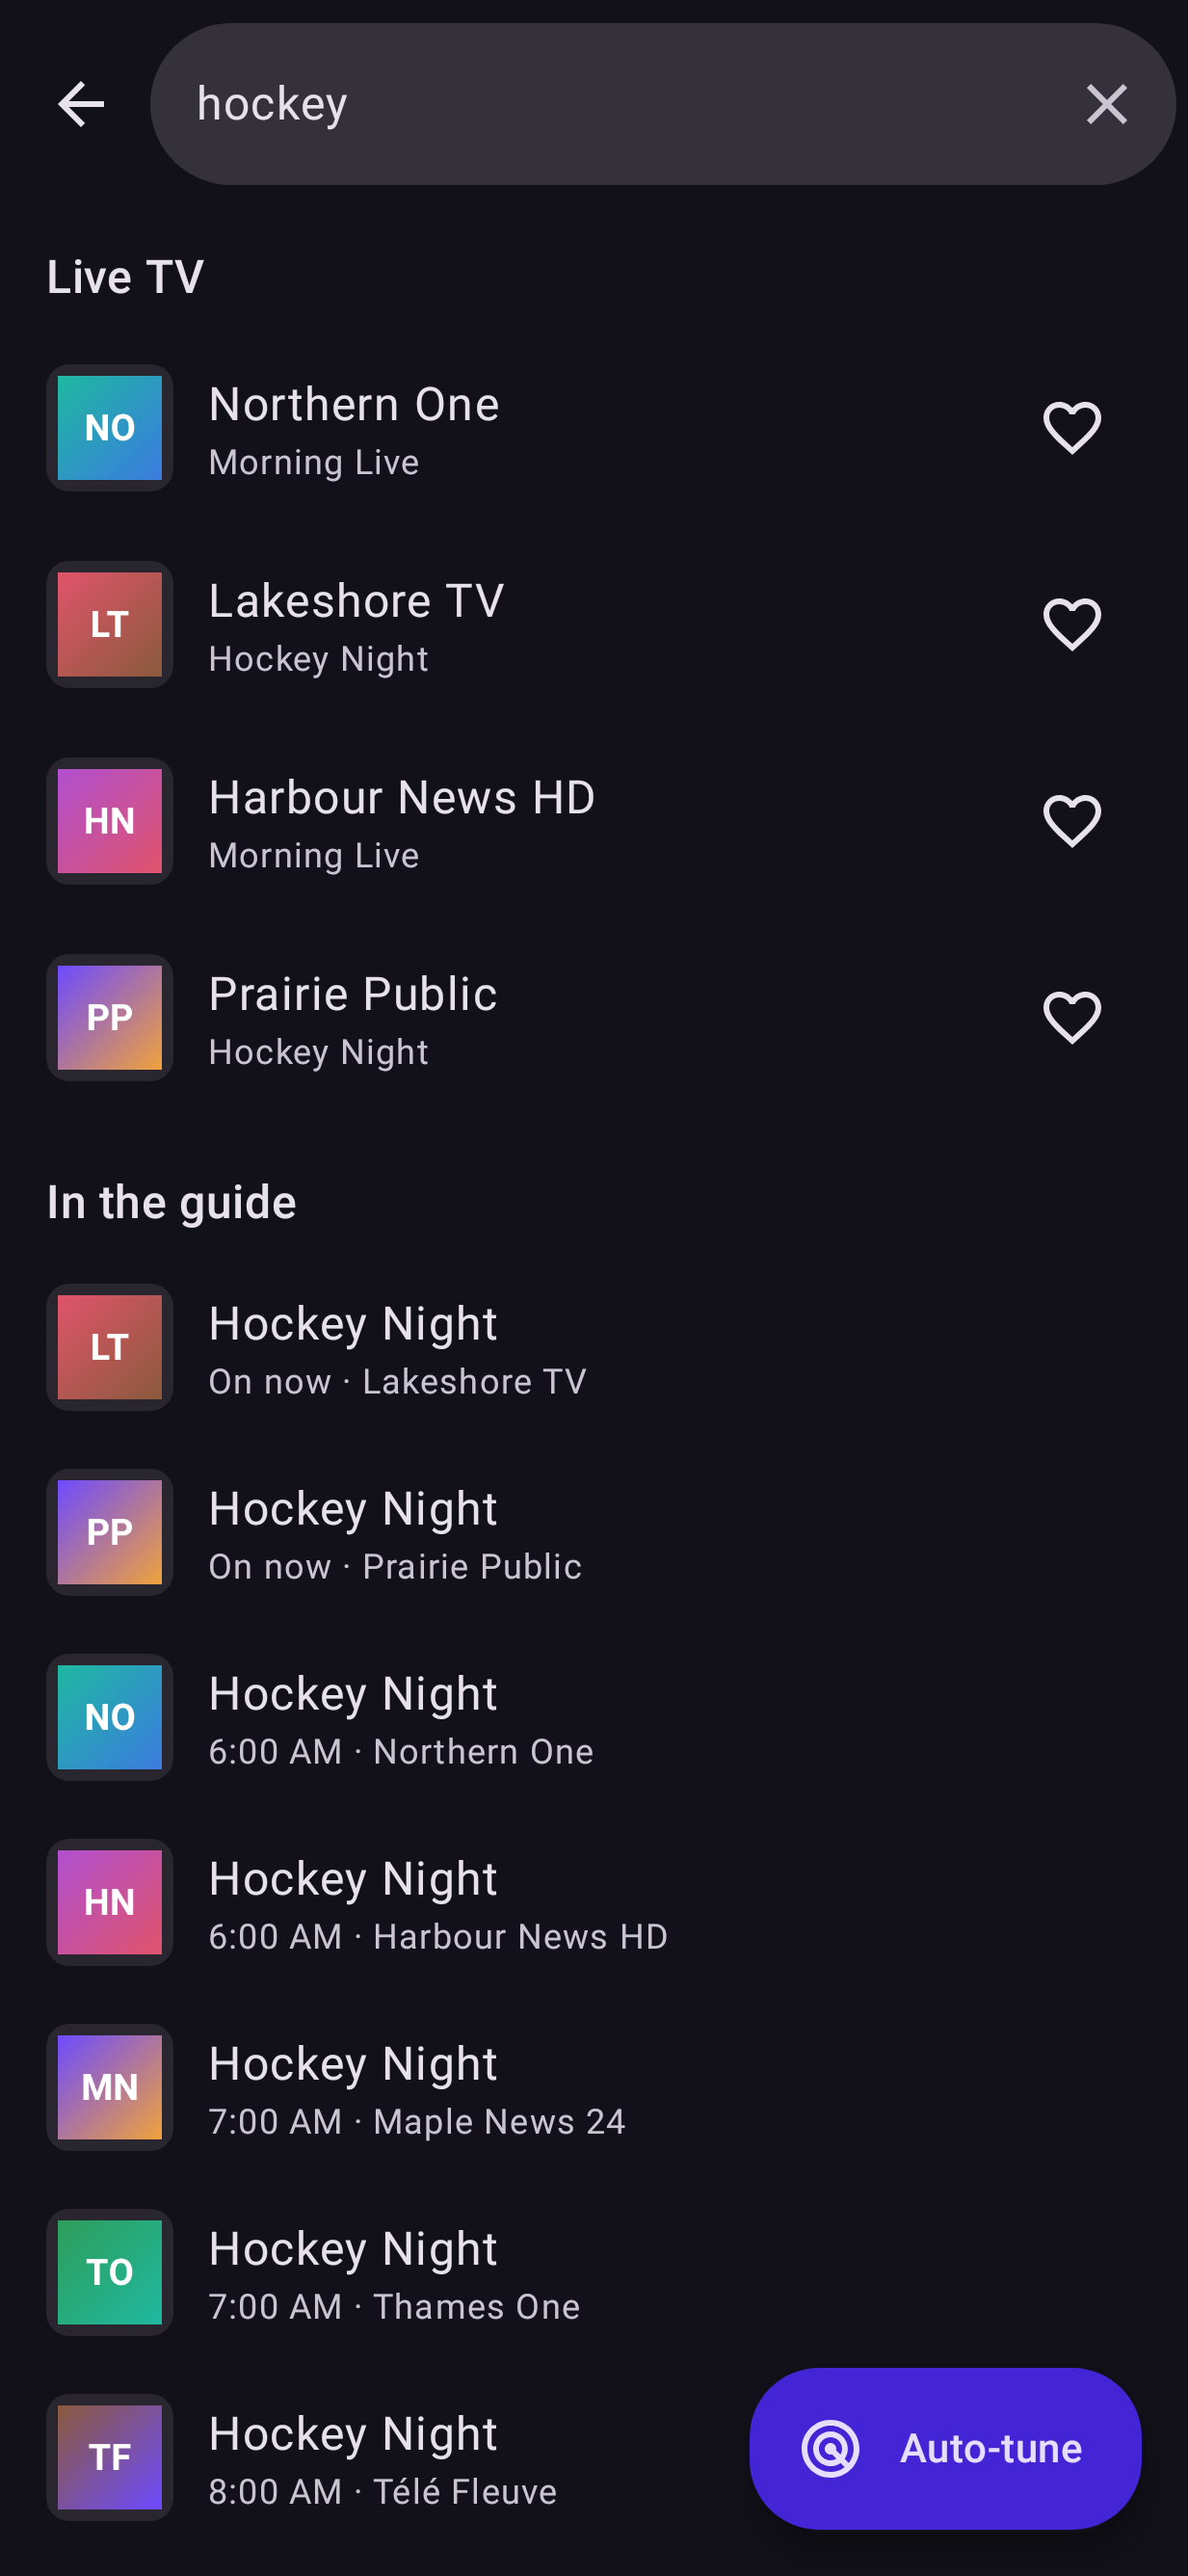 hockey
Live TV
NO
Northern One
Morning Live
LT
Lakeshore TV
Hockey Night
HN
Harbour News HD
Morning Live
PP
Prairie Public
Hockey Night
In the guide
LT
Hockey Night
On now · Lakeshore TV
PP
Hockey Night
On now · Prairie Public
NO
Hockey Night
6:00 AM · Northern One
HN
Hockey Night
6:00 AM · Harbour News HD
MN
Hockey Night
7:00 AM · Maple News 24
TO
Hockey Night
7:00 AM · Thames One
TF
Hockey Night
8:00 AM · Télé Fleuve
Auto-tune